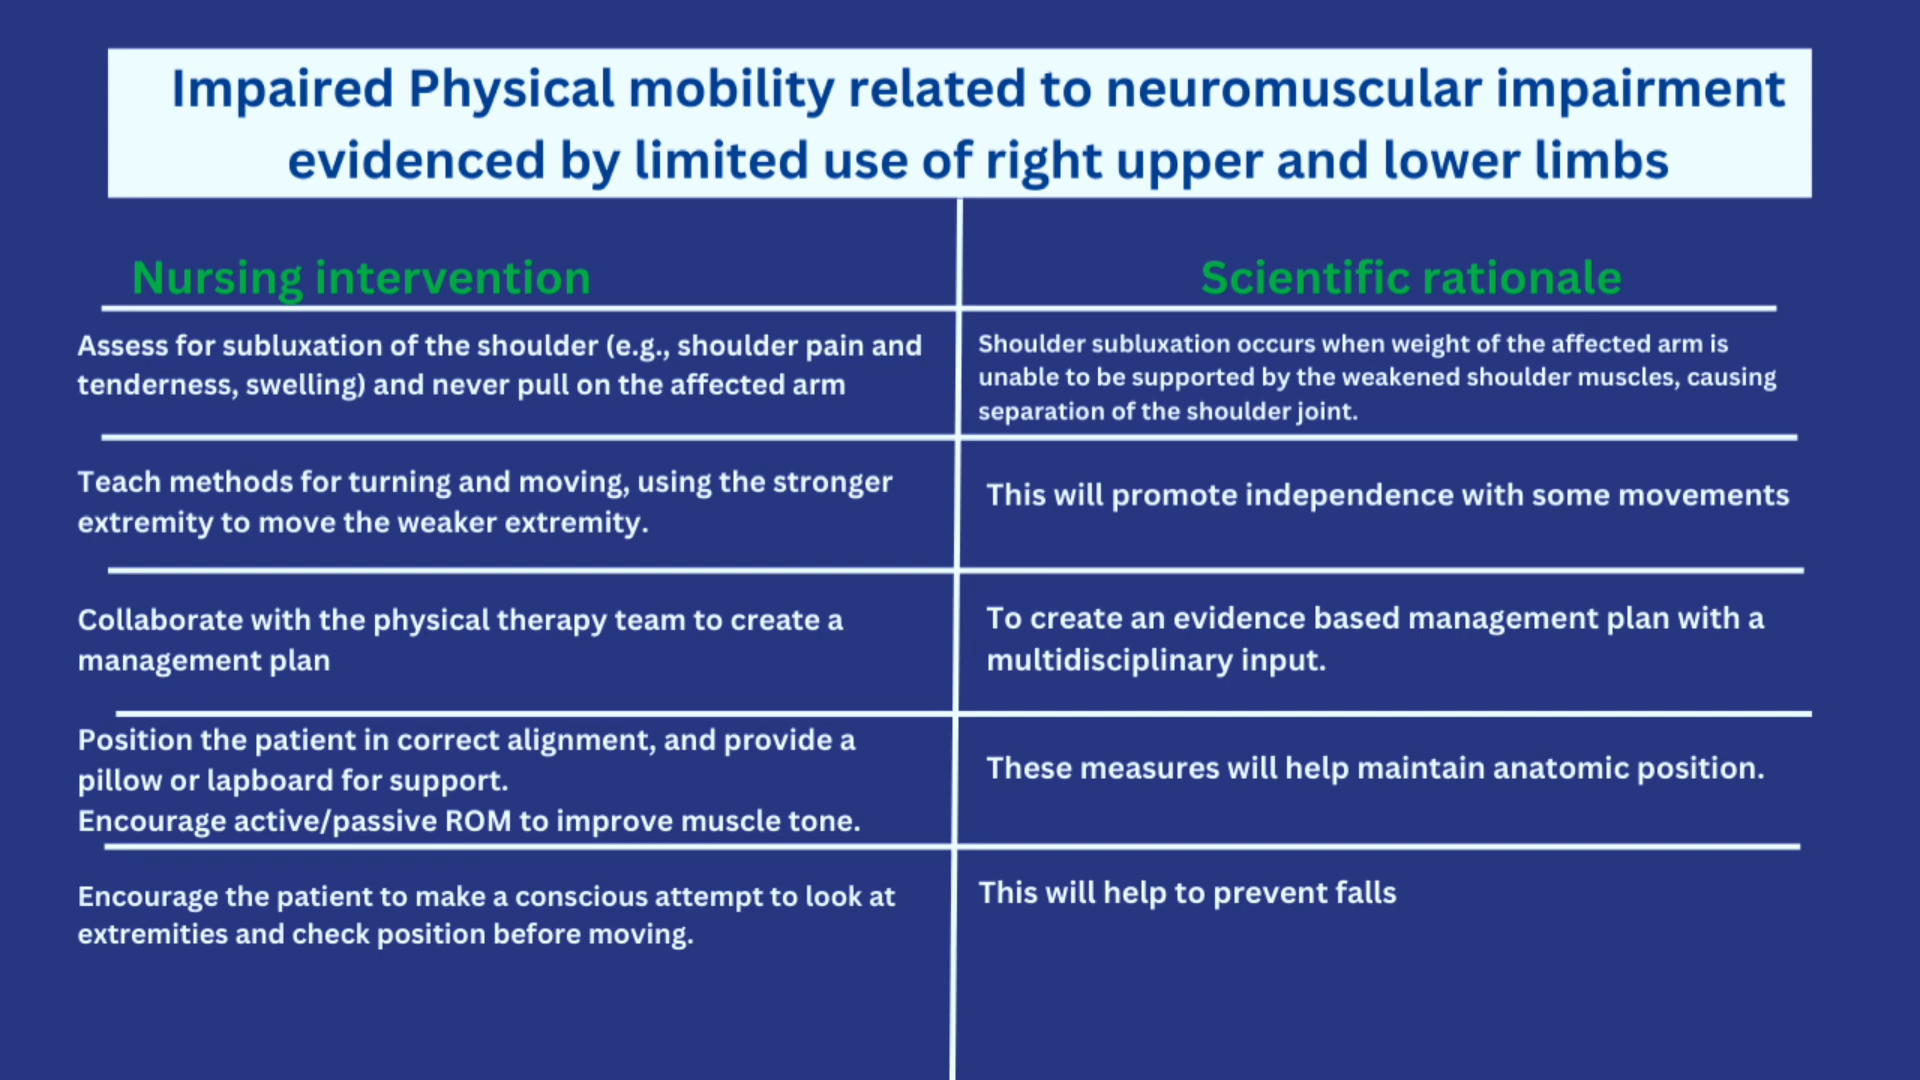 Impaired Physical mobility related to neuromuscular impairment
evidenced by limited use of right upper and lower limbs
Nursing intervention
Scientific rationale
Assess for subluxation of the shoulder (e.g., shoulder pain and
tenderness, swelling) and never pull on the affected arm
Shoulder subluxation occurs when weight of the affected arm is
unable to be supported by the weakened shoulder muscles, causing
separation of the shoulder joint.
Teach methods for turning and moving, using the stronger
extremity to move the weaker extremity.
This will promote independence with some movements
Collaborate with the physical therapy team to create a
management plan
To create an evidence based management plan with a
multidisciplinary input.
Position the patient in correct alignment, and provide a
pillow or lapboard for support.
Encourage active/passive ROM to improve muscle tone.
These measures will help maintain anatomic position.
Encourage the patient to make a conscious attempt to look at
extremities and check position before moving.
This will help to prevent falls